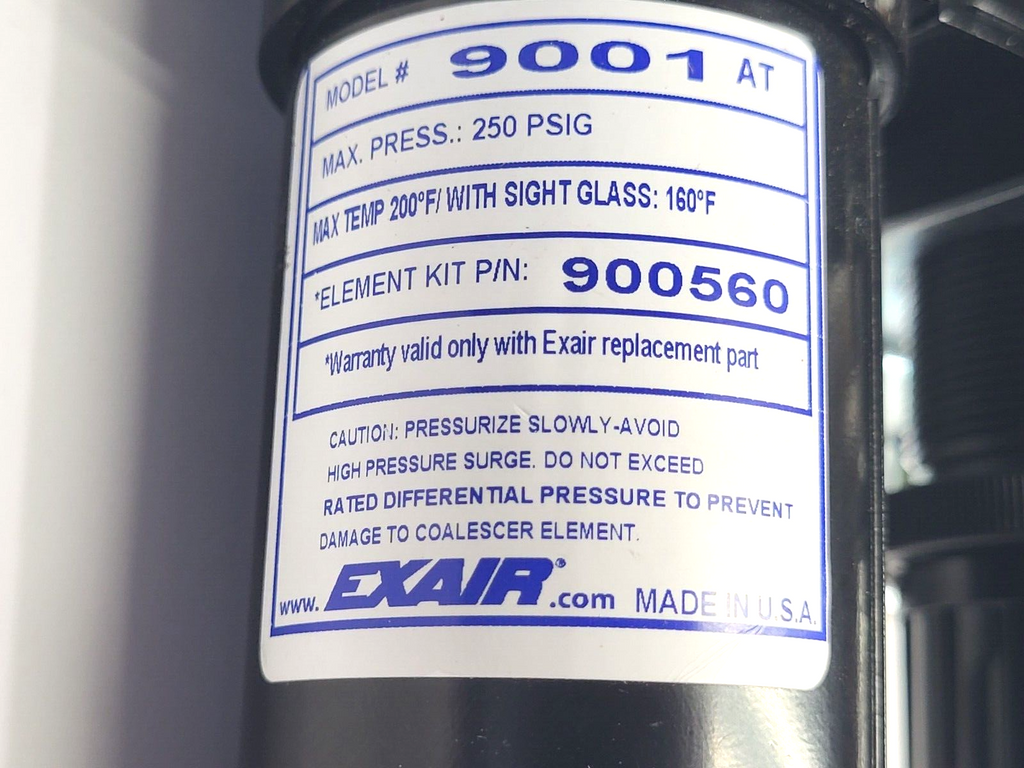 MODEL # 9001 AT
MAX. PRESS.: 250 PSIG
MAX TEMP 200°F/ WITH SIGHT GLASS: 160°F
*ELEMENT KIT P/N: 900560
*Warranty valid only with Exair replacement part
CAUTION: PRESSURIZE SLOWLY-AVOID
HIGH PRESSURE SURGE. DO NOT EXCEED
RATED DIFFERENTIAL PRESSURE TO PREVENT
DAMAGE TO COALESCER ELEMENT.
www.EXAIR®.com MADE IN U.S.A.